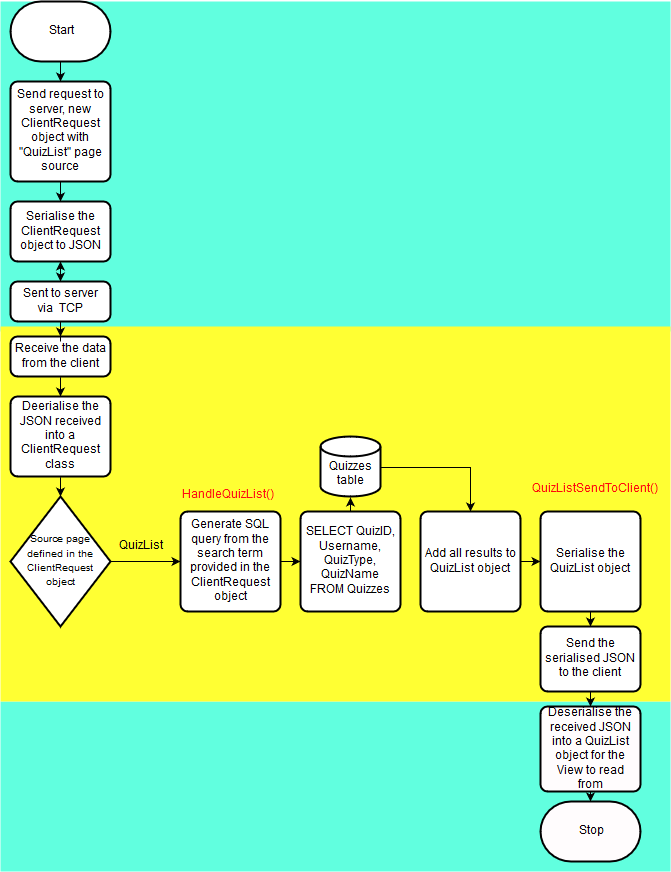 Start
Send request to
server, new
ClientRequest
object with
"QuizList" page
source
Serialise the
ClientRequest
object to JSON
Sent to server
via TCP
Receive the data
from the client
Deerialise the
JSON received
into a
ClientRequest
class
Source page
defined in the
ClientRequest
object
QuizList
HandleQuizList()
Generate SQL
query from the
search term
provided in the
ClientRequest
object
Quizzes
table
SELECT QuizID,
Username,
QuizType,
QuizName
FROM Quizzes
Add all results to
QuizList object
QuizListSendToClient()
Serialise the
QuizList object
Send the
serialised JSON
to the client
Deserialise the
received JSON
into a QuizList
object for the
View to read
from
Stop